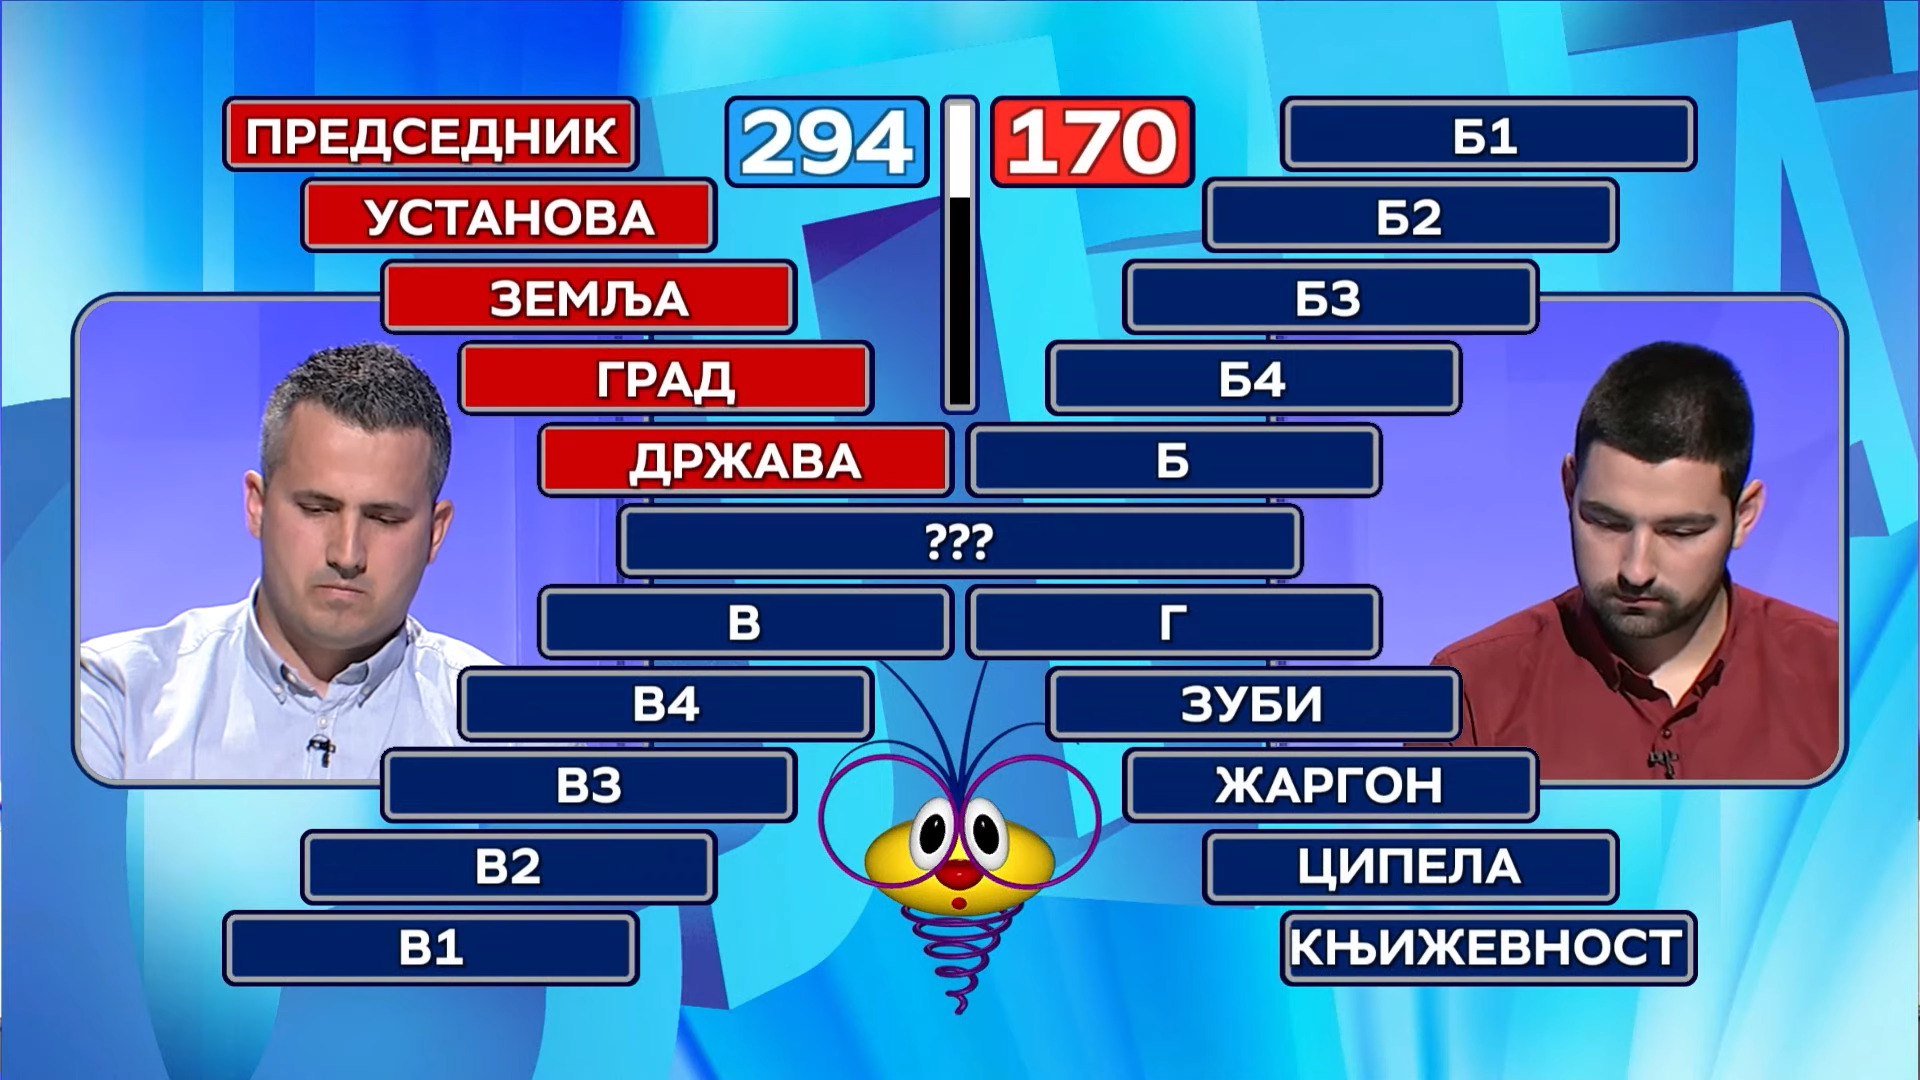 ПРЕДСЕДНИК
294
170
Б1
УСТАНОВА
Б2
ЗЕМЉА
Б3
ГРАД
Б4
ДРЖАВА
Б
???
В
Г
В4
ЗУБИ
В3
ЖАРГОН
В2
ЦИПЕЛА
В1
КЊИЖЕВНОСТ